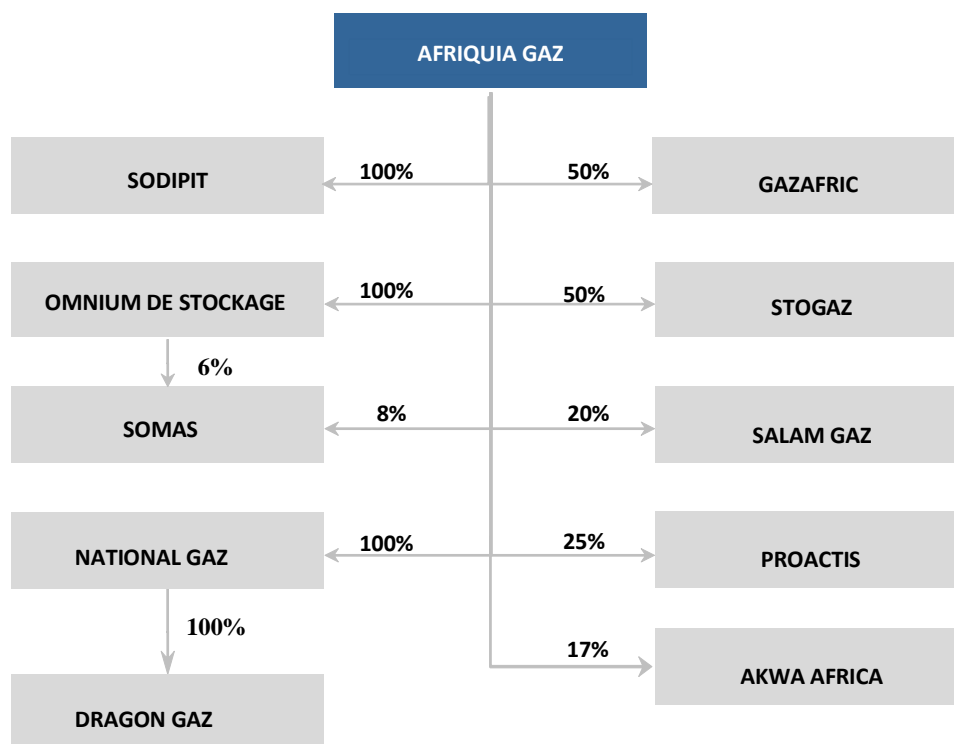 AFRIQUIA GAZ
SODIPIT
100%
50%
GAZAFRIC
OMNIUM DE STOCKAGE
100%
50%
STOGAZ
6%
SOMAS
8%
20%
SALAM GAZ
NATIONAL GAZ
100%
25%
PROACTIS
100%
17%
AKWA AFRICA
DRAGON GAZ